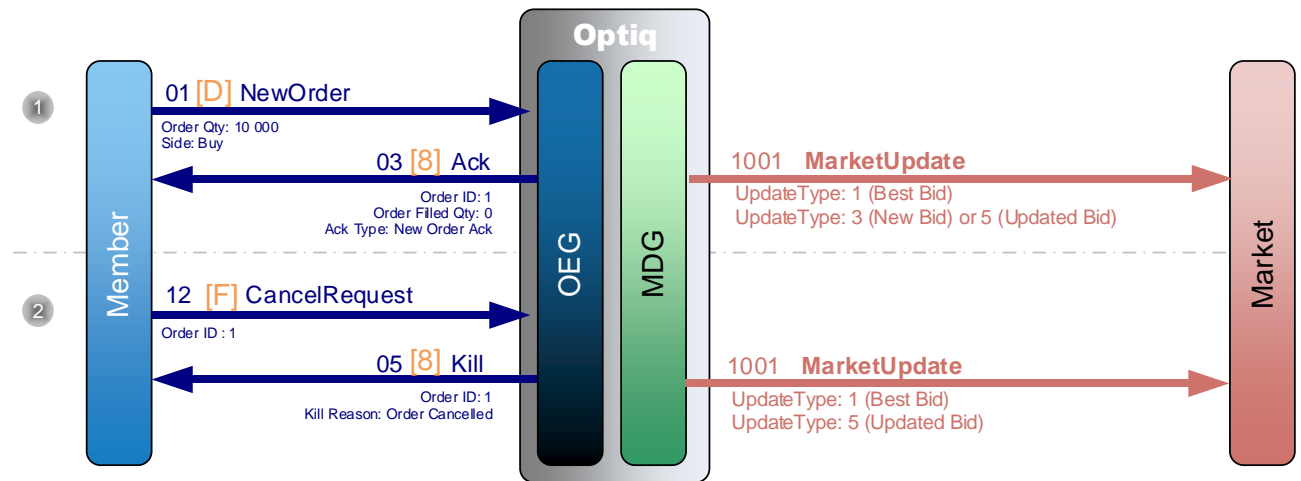 Optiq
1
01 [D] NewOrder
Order Qty: 10 000
Side: Buy
03 [8] Ack
Order ID: 1
Order Filled Qty: 0
Ack Type: New Order Ack
1001 MarketUpdate
UpdateType: 1 (Best Bid)
UpdateType: 3 (New Bid) or 5 (Updated Bid)
Member
OEG
MDG
Market
2
12 [F] CancelRequest
Order ID : 1
05 [8] Kill
Order ID: 1
Kill Reason: Order Cancelled
1001 MarketUpdate
UpdateType: 1 (Best Bid)
UpdateType: 5 (Updated Bid)